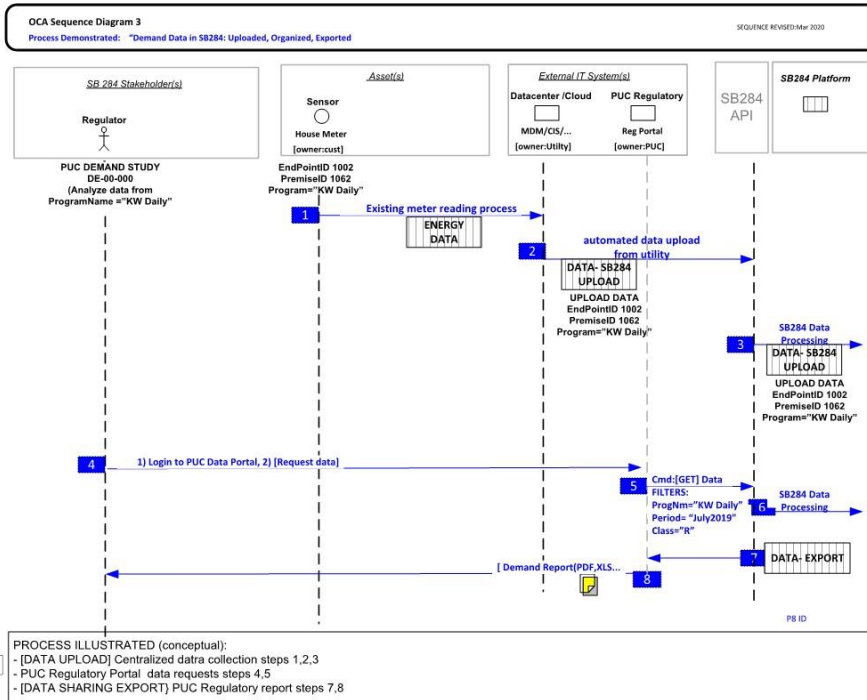 OCA Sequence Diagram 3
SEQUENCE REVISED:Mar 2020
Process Demonstrated: "Demand Data in SB284: Uploaded, Organized, Exported
SB 284 Stakeholder(s)
Regulator
PUC DEMAND STUDY
DE-00-000
(Analyze data from
ProgramName ="KW Daily"
Asset(s)
Sensor
House Meter
[owner:cust]
EndPointID 1002
PremiseID 1062
Program="KW Daily"
External IT System(s)
Datacenter /Cloud
MDM/CIS/...
[owner:Utilty]
PUC Regulatory
Reg Portal
[owner:PUC]
SB284
API
SB284 Platform
1
Existing meter reading process
ENERGY
DATA
2
automated data upload
from utility
DATA- SB284
UPLOAD
UPLOAD DATA
EndPointID 1002
PremiseID 1062
Program="KW Daily"
3
SB284 Data
Processing
DATA- SB284
UPLOAD
UPLOAD DATA
EndPointID 1002
PremiseID 1062
Program="KW Daily"
4
1) Login to PUC Data Portal, 2) [Request data]
5
Cmd:[GET] Data
FILTERS:
ProgNm="KW Daily"
Period= "July2019"
Class="R"
6
SB284 Data
Processing
7
DATA- EXPORT
[ Demand Report(PDF,XLS...
8
P8 ID
PROCESS ILLUSTRATED (conceptual):
- [DATA UPLOAD] Centralized datra collection steps 1,2,3
- PUC Regulatory Portal data requests steps 4,5
- [DATA SHARING EXPORT} PUC Regulatory report steps 7,8